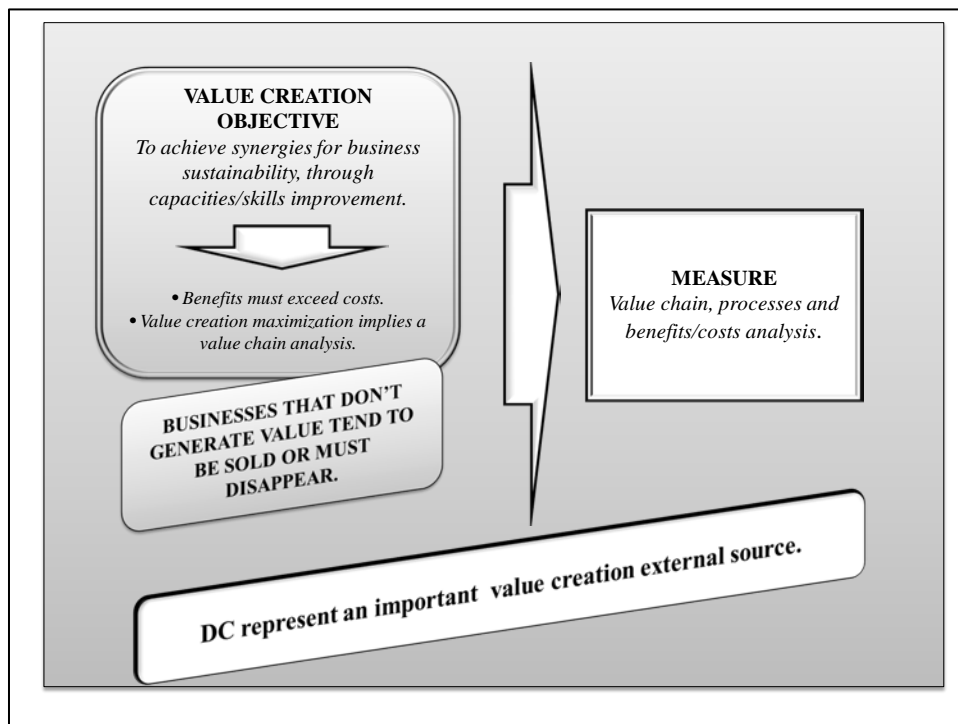 VALUE CREATION
OBJECTIVE
To achieve synergies for business
sustainability, through
capacities/skills improvement.
• Benefits must exceed costs.
• Value creation maximization implies a
value chain analysis.
BUSINESSES THAT DON’T
GENERATE VALUE TEND TO
BE SOLD OR MUST
DISAPPEAR.
MEASURE
Value chain, processes and
benefits/costs analysis.
DC represent an important value creation external source.